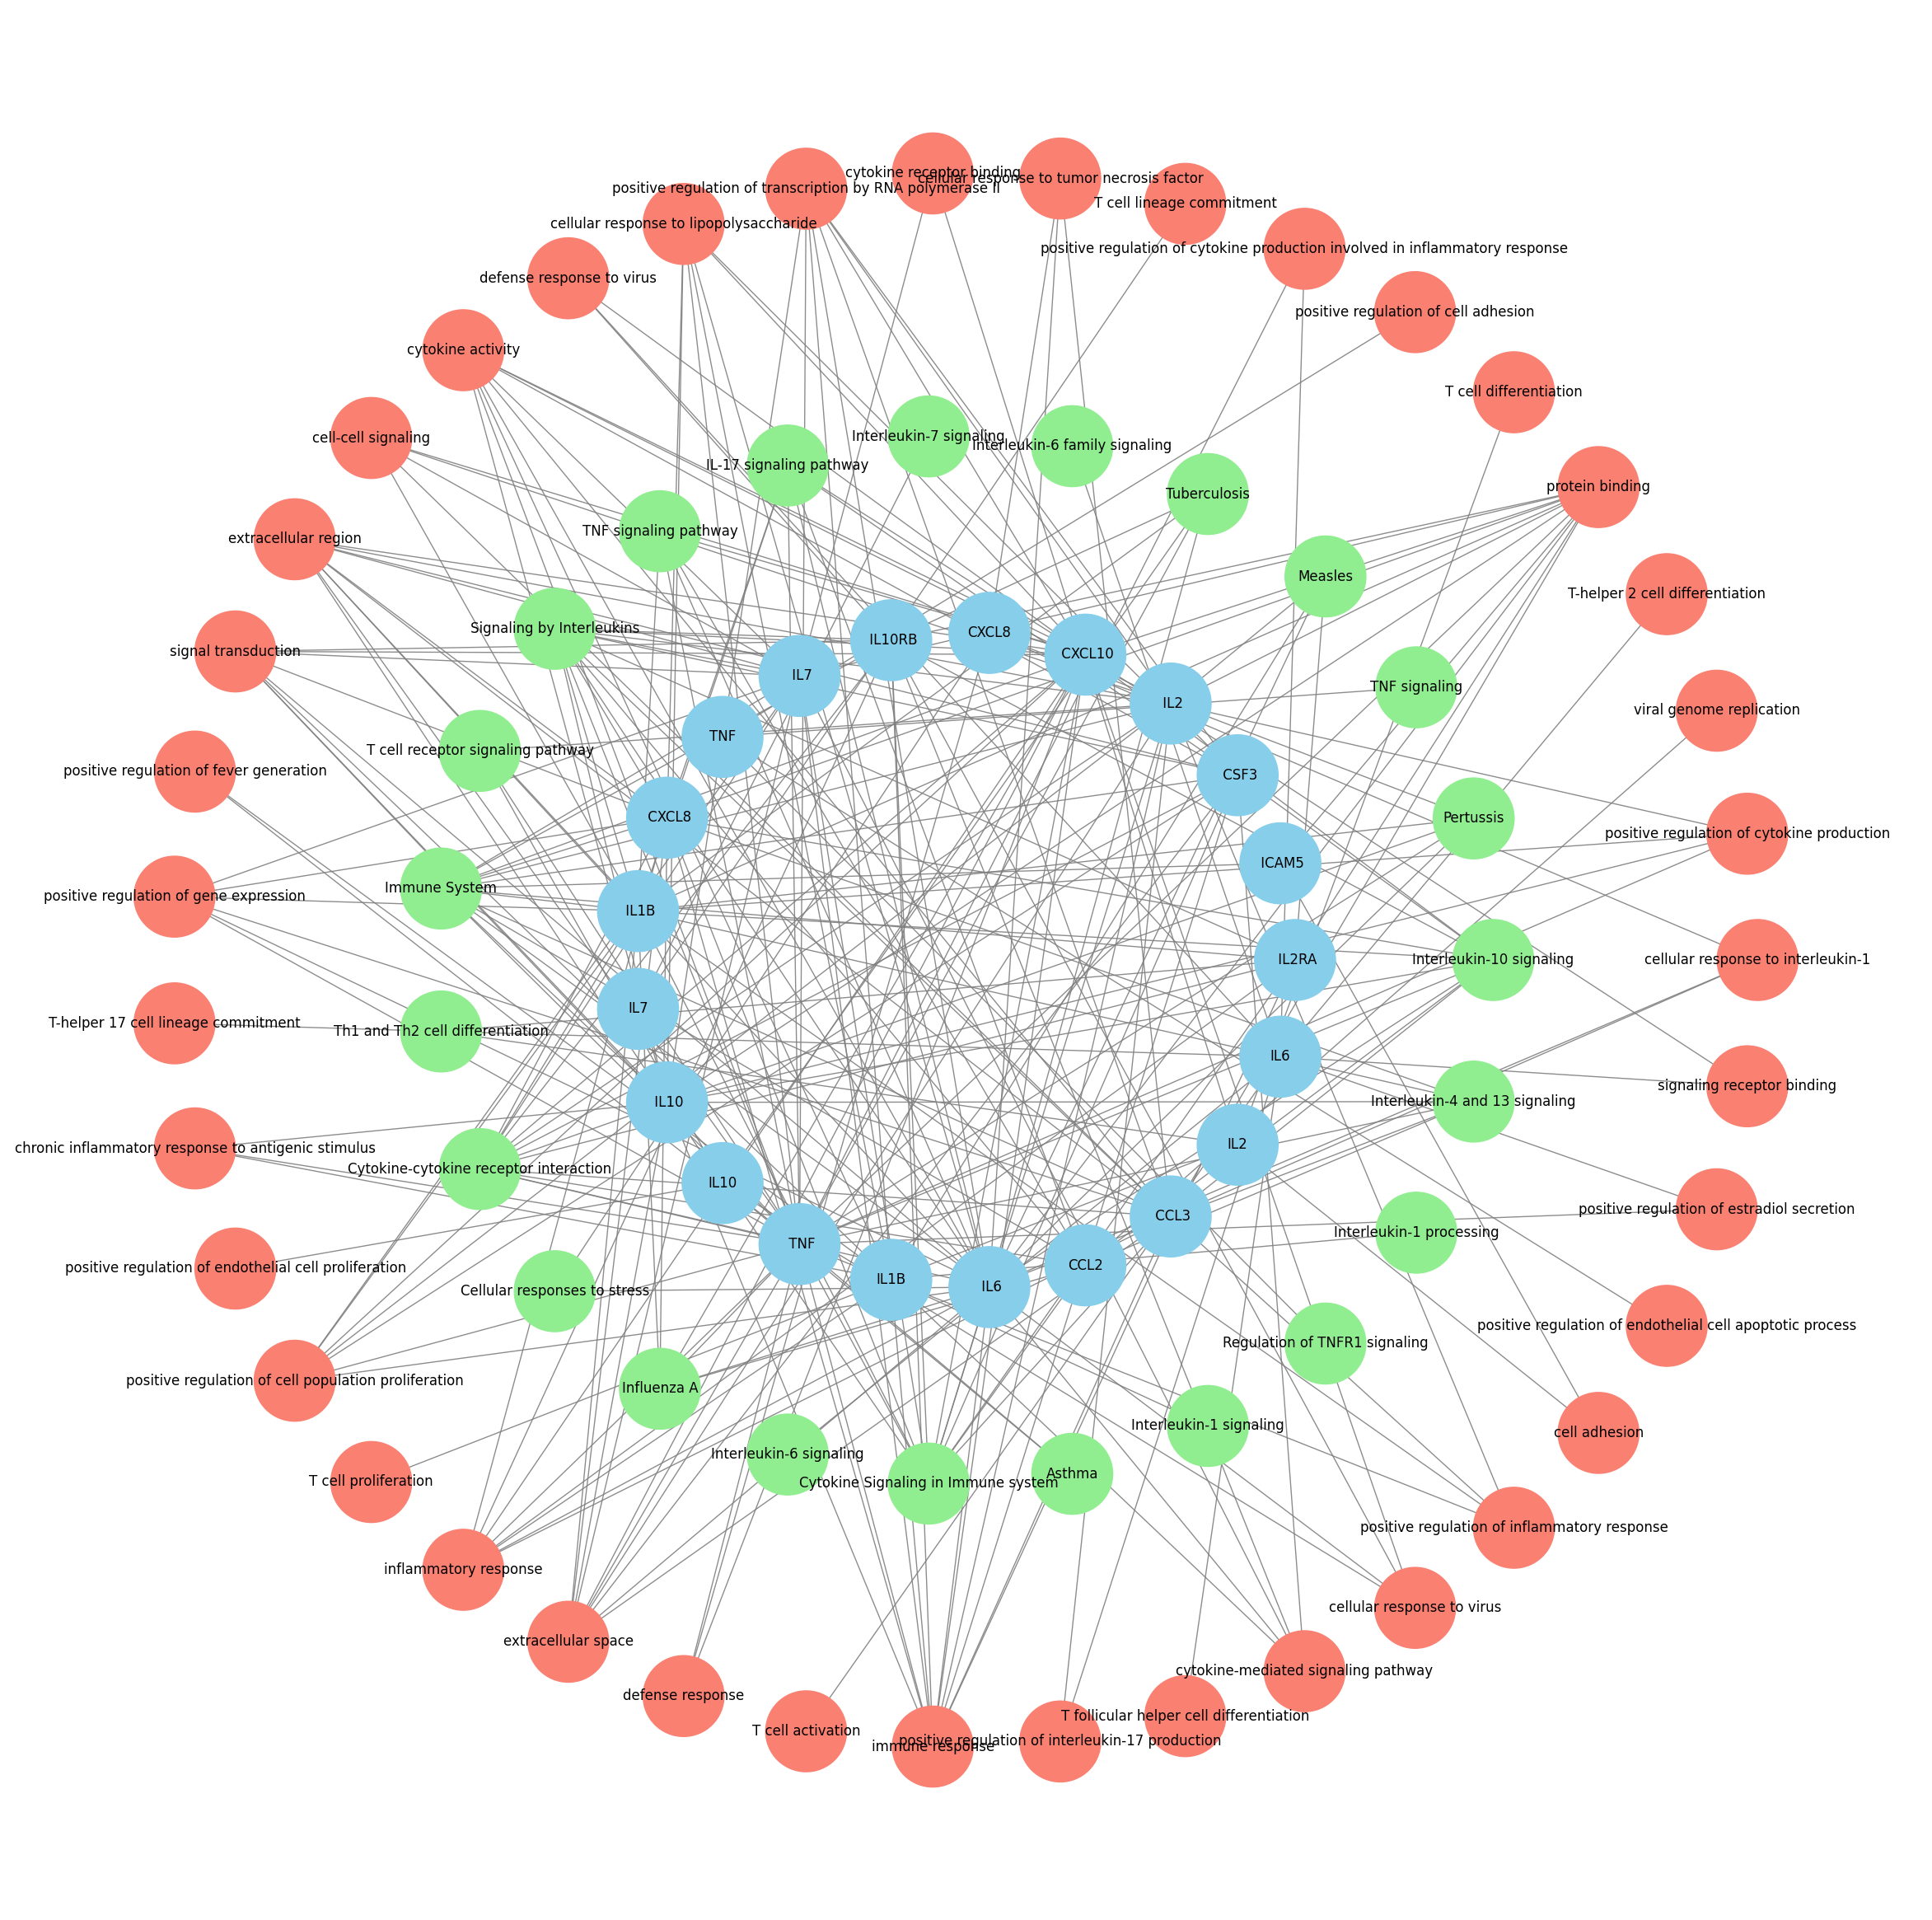 cytokine receptor binding
cellular response to tumor necrosis factor
positive regulation of transcription by RNA polymerase II
T cell lineage commitment
cellular response to lipopolysaccharide
positive regulation of cytokine production involved in inflammatory response
defense response to virus
positive regulation of cell adhesion
cytokine activity
T cell differentiation
cell-cell signaling
Interleukin-7 signaling
Interleukin-6 family signaling
IL-17 signaling pathway
Tuberculosis
protein binding
TNF signaling pathway
extracellular region
Measles
T-helper 2 cell differentiation
Signaling by Interleukins
CXCL8
IL10RB
signal transduction
CXCL10
IL7
TNF signaling
IL2
viral genome replication
TNF
T cell receptor signaling pathway
positive regulation of fever generation
CSF3
CXCL8
Pertussis
positive regulation of cytokine production
ICAM5
Immune System
positive regulation of gene expression
IL1B
IL2RA
Interleukin-10 signaling
cellular response to interleukin-1
IL7
T-helper 17 cell lineage commitment
Th1 and Th2 cell differentiation
IL6
signaling receptor binding
IL10
Interleukin-4 and 13 signaling
IL2
chronic inflammatory response to antigenic stimulus
Cytokine-cytokine receptor interaction
IL10
positive regulation of estradiol secretion
CCL3
Interleukin-1 processing
TNF
CCL2
positive regulation of endothelial cell proliferation
IL1B
IL6
Cellular responses to stress
positive regulation of endothelial cell apoptotic process
Regulation of TNFR1 signaling
positive regulation of cell population proliferation
Influenza A
Interleukin-1 signaling
cell adhesion
Interleukin-6 signaling
Asthma
T cell proliferation
Cytokine Signaling in Immune system
positive regulation of inflammatory response
inflammatory response
cellular response to virus
extracellular space
cytokine-mediated signaling pathway
defense response
T follicular helper cell differentiation
T cell activation
positive regulation of interleukin-17 production
immune response